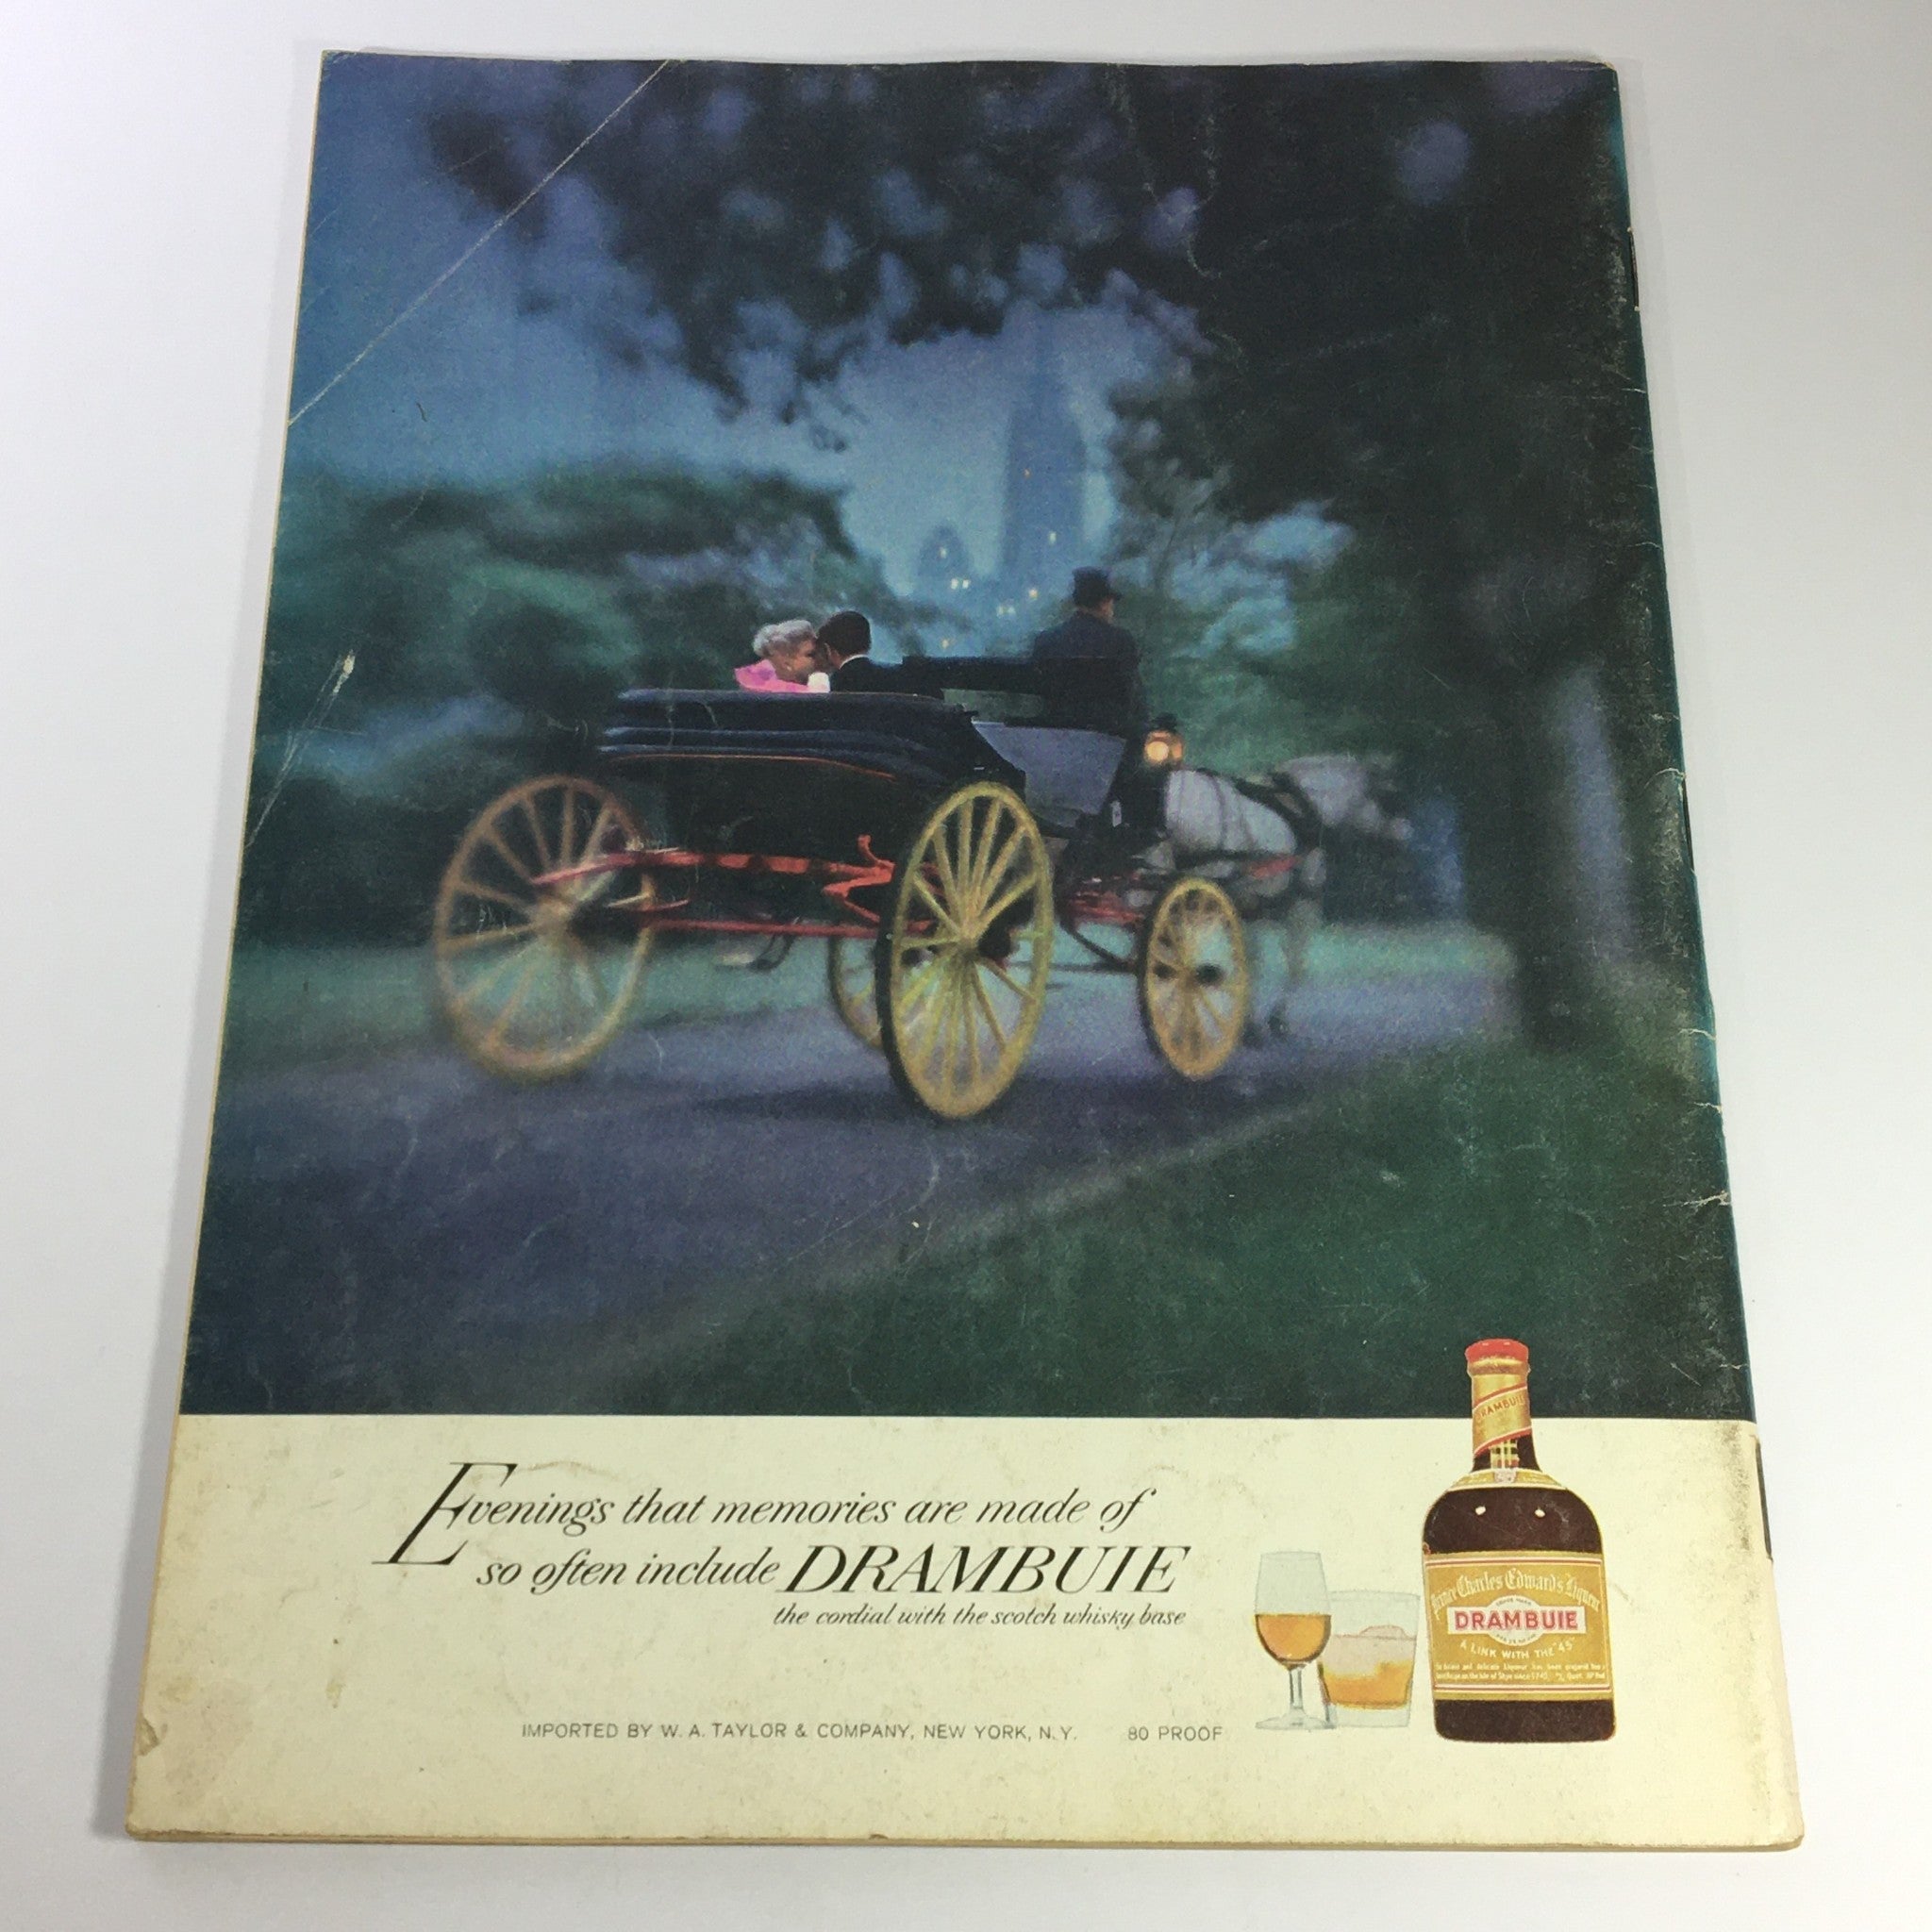 Evenings that memories are made of
so often include DRAMBUIE
the cordial with the scotch whisky base
IMPORTED BY W. A. TAYLOR & COMPANY, NEW YORK, N.Y. 80 PROOF
DRAMBUIE
Prince Charles Edward's Liqueur
DRAMBUIE
A LINK WITH THE "45"